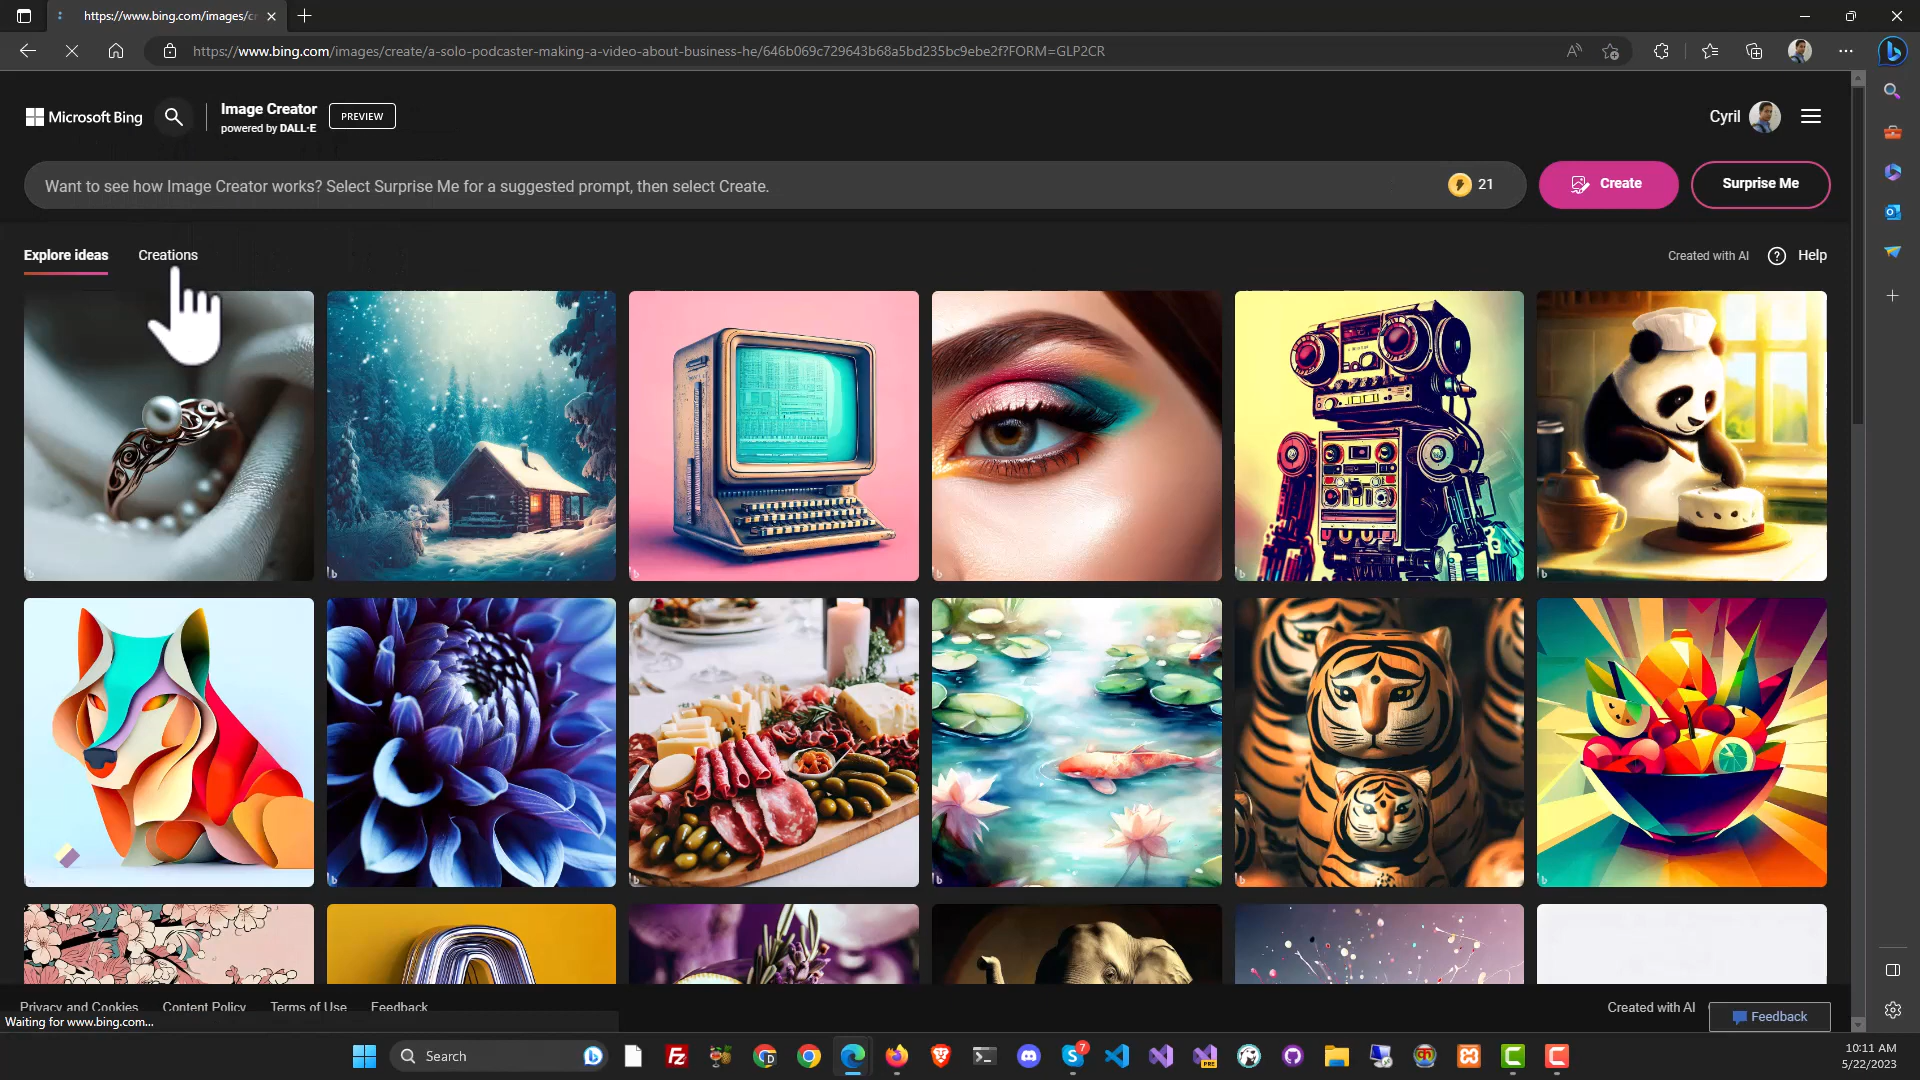 https://www.bing.com/images/cr
https://www.bing.com/images/create/a-solo-podcaster-making-a-video-about-business-he/646b069c729643b68a5bd235bc9ebe2f?FORM=GLP2CR
Microsoft Bing
Image Creator
powered by DALL·E
PREVIEW
Cyril
Want to see how Image Creator works? Select Surprise Me for a suggested prompt, then select Create.
21
Create
Surprise Me
Explore ideas
Creations
Created with AI
Help
Privacy and Cookies
Content Policy
Terms of Use
Feedback
Created with AI
Feedback
Waiting for www.bing.com...
Search
7
10:11 AM
5/22/2023